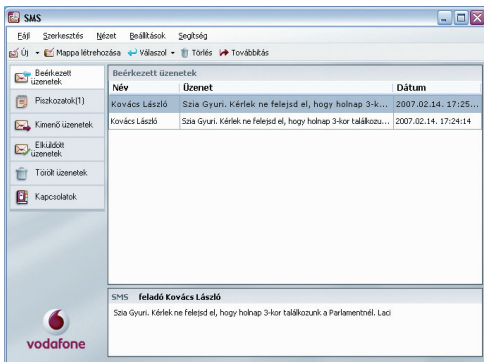 SMS
Fájl Szerkesztés Nézet Beállítások Segítség
Új Mappa létrehozása Válaszol Törlés Továbbítás
Beérkezett
üzenetek
Piszkozatok(1)
Kimenő üzenetek
Elküldött
üzenetek
Törölt üzenetek
Kapcsolatok
Beérkezett üzenetek
Név Üzenet Dátum
Kovács László Szia Gyuri. Kérlek ne felejsd el, hogy holnap 3-k... 2007.02.14. 17:25...
Kovács László Szia Gyuri. Kérlek ne felejsd el, hogy holnap 3-kor találkozu... 2007.02.14. 17:24:14
SMS feladó Kovács László
Szia Gyuri. Kérlek ne felejsd el, hogy holnap 3-kor találkozunk a Parlamentnél. Laci
vodafone